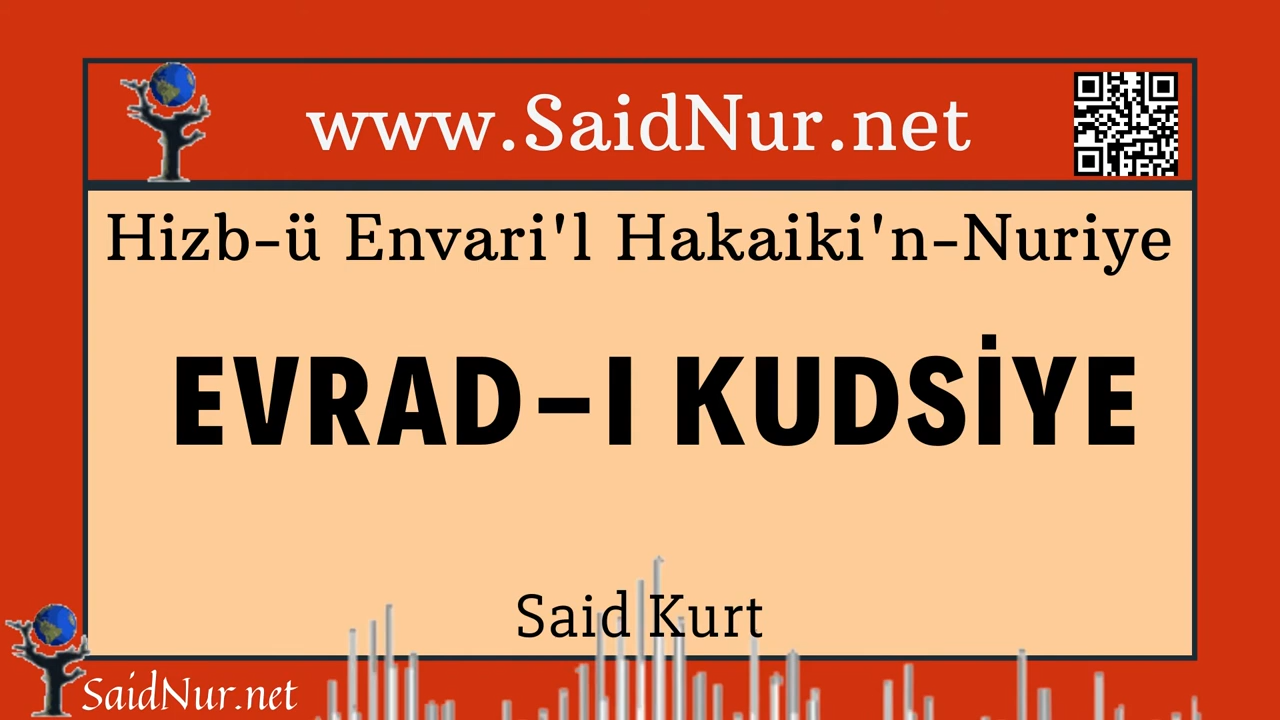 www.SaidNur.net
Hizb-ü Envari'l Hakaiki'n-Nuriye
EVRAD-I KUDSİYE
Said Kurt
SaidNur.net